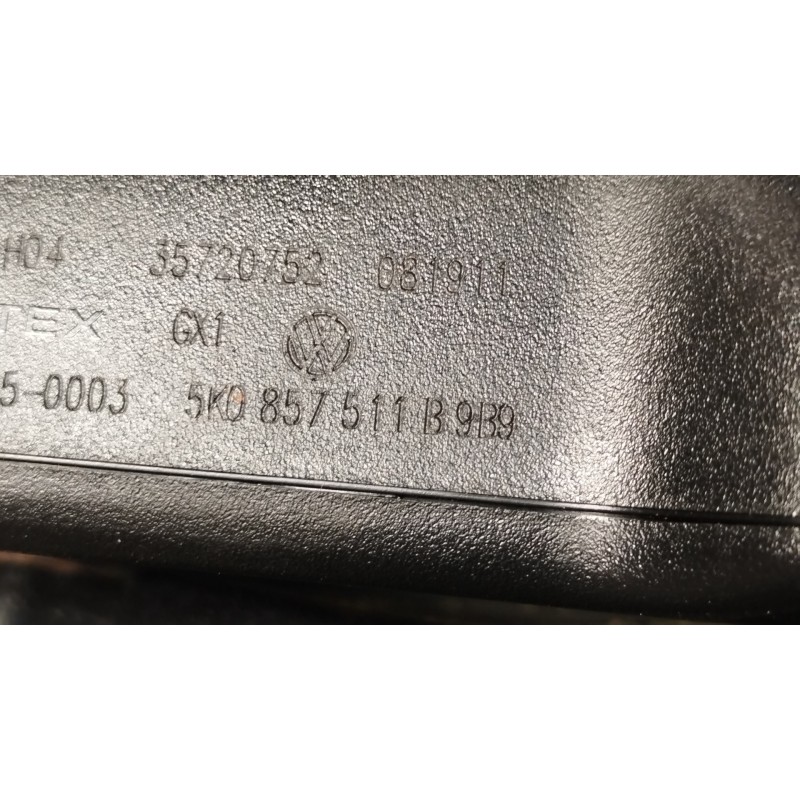 H04 35720752 081911
TEX GX1
5-0003 5K0 857 511 B 9B9